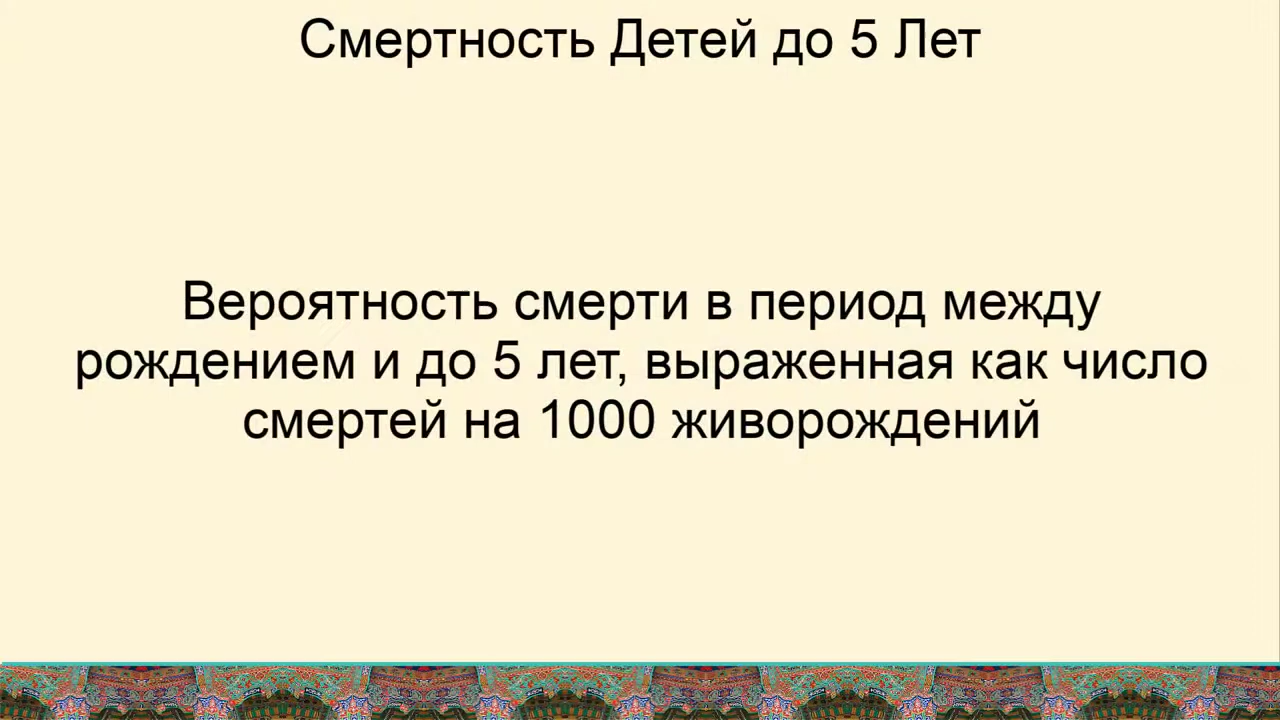 Смертность Детей до 5 Лет
Вероятность смерти в период между
рождением и до 5 лет, выраженная как число
смертей на 1000 живорождений